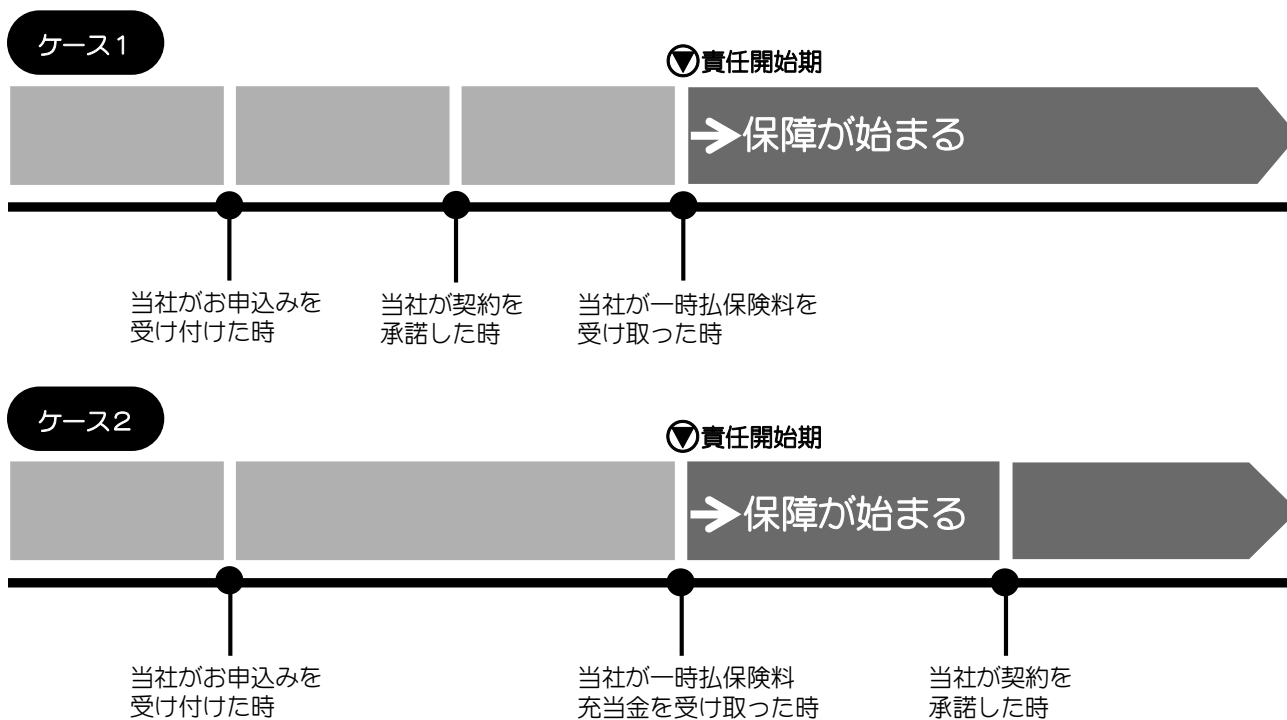 ケース1
責任開始期
保障が始まる
当社がお申込みを
受け付けた時
当社が契約を
承諾した時
当社が一時払保険料を
受け取った時
ケース2
責任開始期
保障が始まる
当社がお申込みを
受け付けた時
当社が一時払保険料
充当金を受け取った時
当社が契約を
承諾した時